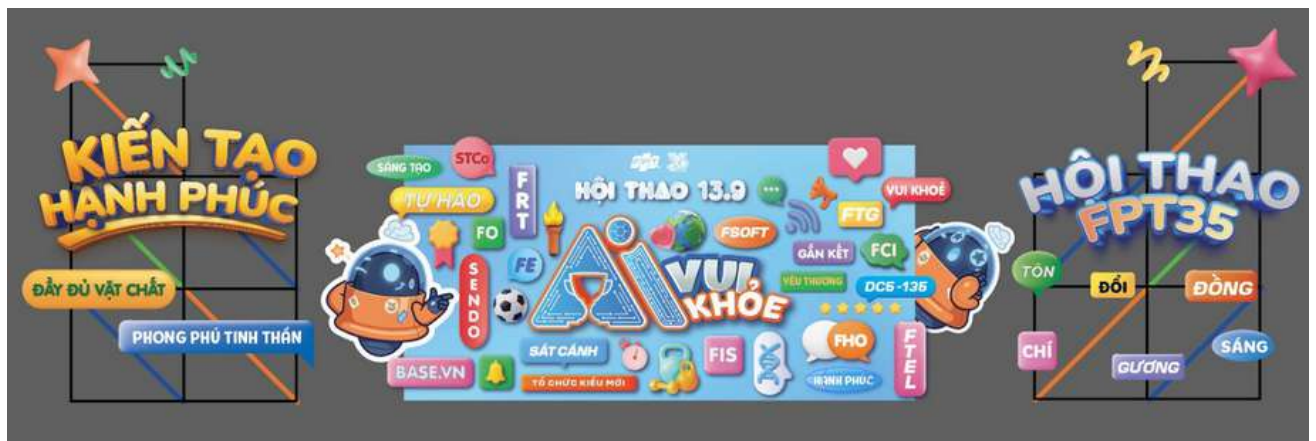 KIẾN TẠO
HẠNH PHÚC
ĐẦY ĐỦ VẬT CHẤT
PHONG PHÚ TINH THẦN
SÁNG TẠO
STCo
TỰ HÀO
FRT
FO
FE
SENDO
BASE.VN
HỘI THAO 13.9
FSOFT
AI
VUI
KHỎE
SÁT CÁNH
TỔ CHỨC KIỂU MỚI
FIS
VUI KHOẺ
FTG
GẮN KẾT
FCI
YÊU THƯƠNG
DC5-135
FHO
HẠNH PHÚC
FTEL
HỘI THAO
FPT35
TÔN
ĐỔI
ĐỒNG
CHÍ
GƯƠNG
SÁNG